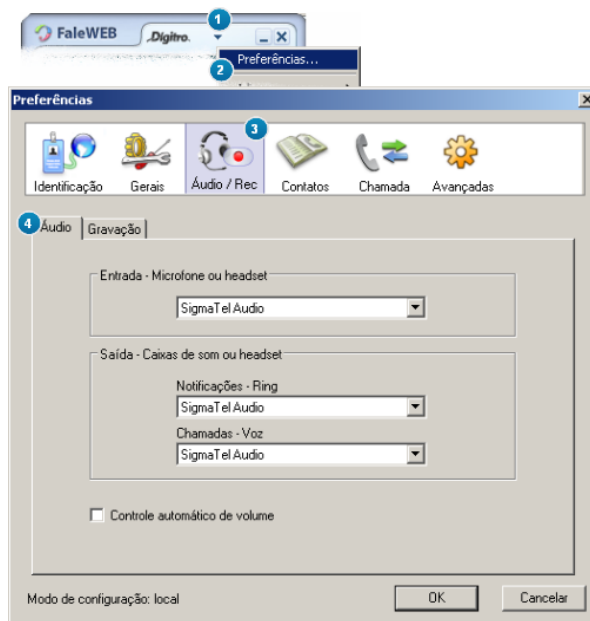 FaleWEB .Digitro. 1
2 Preferências...
Preferências
3
Identificação Gerais Áudio / Rec Contatos Chamada Avançadas
4 Áudio Gravação
Entrada - Microfone ou headset
SigmaTel Audio
Saída - Caixas de som ou headset
Notificações - Ring
SigmaTel Audio
Chamadas - Voz
SigmaTel Audio
Controle automático de volume
Modo de configuração: local OK Cancelar